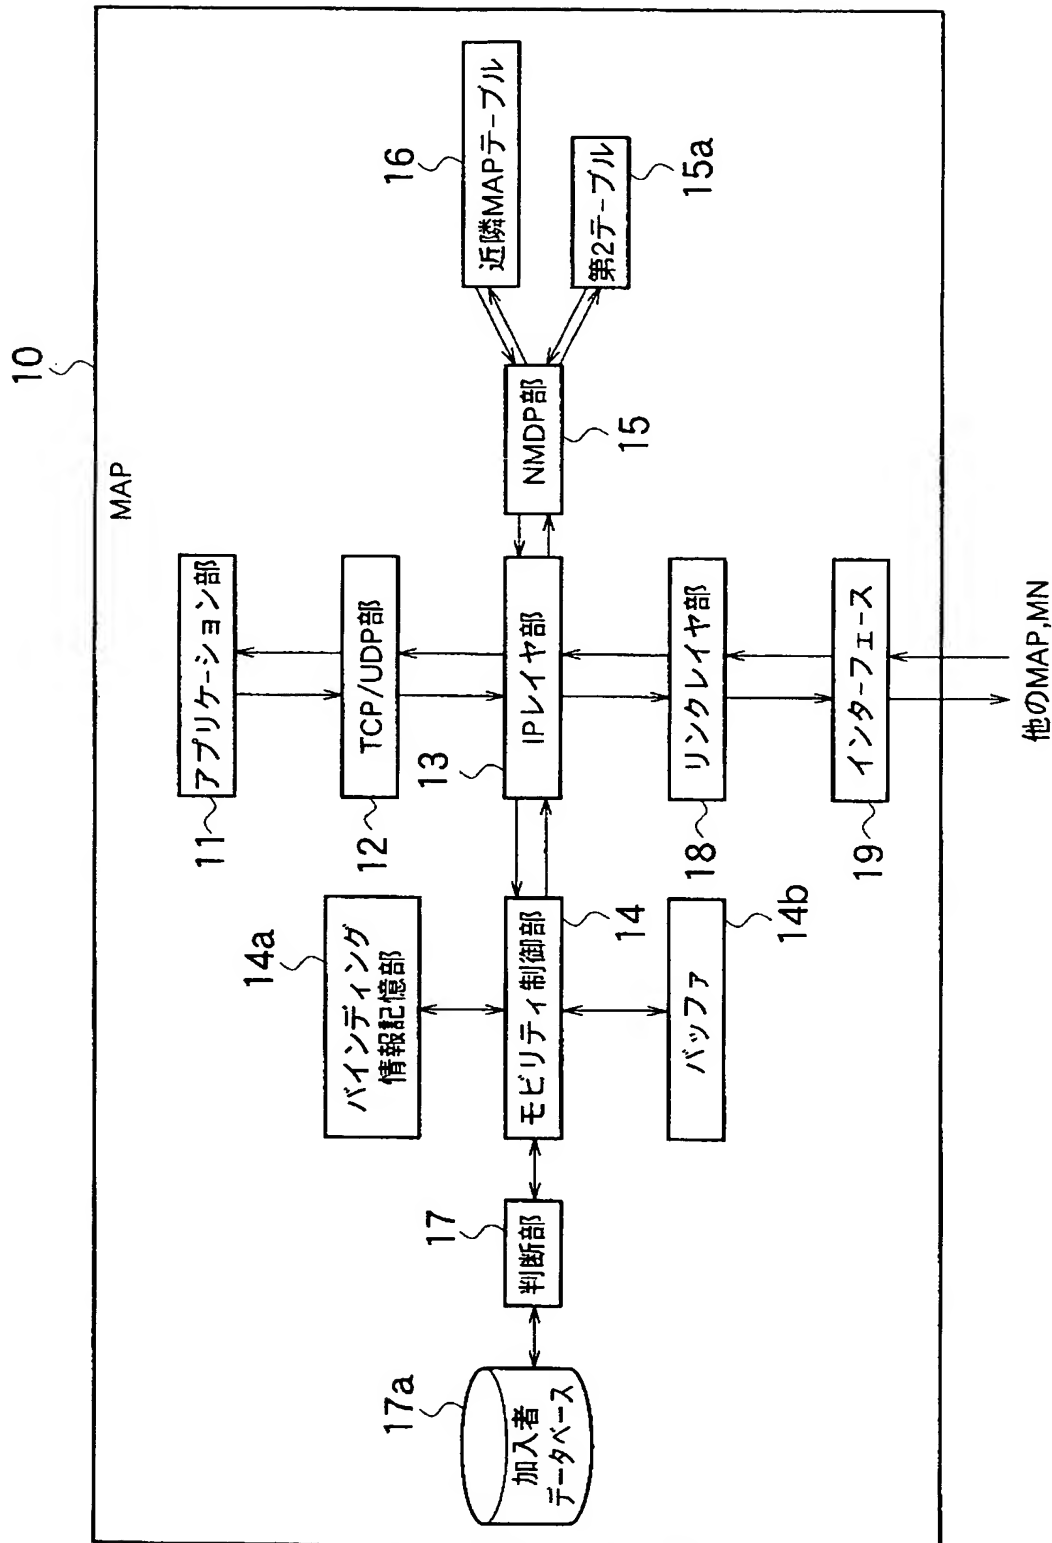 10
MAP
11
アプリケーション部
12
TCP/UDP部
13
IPレイヤ部
14a
バインディング
情報記憶部
14
モビリティ制御部
14b
バッファ
17
判断部
17a
加入者
データベース
15
NMDP部
16
近隣MAPテーブル
15a
第2テーブル
18
リンクレイヤ部
19
インターフェース
他のMAP,MN